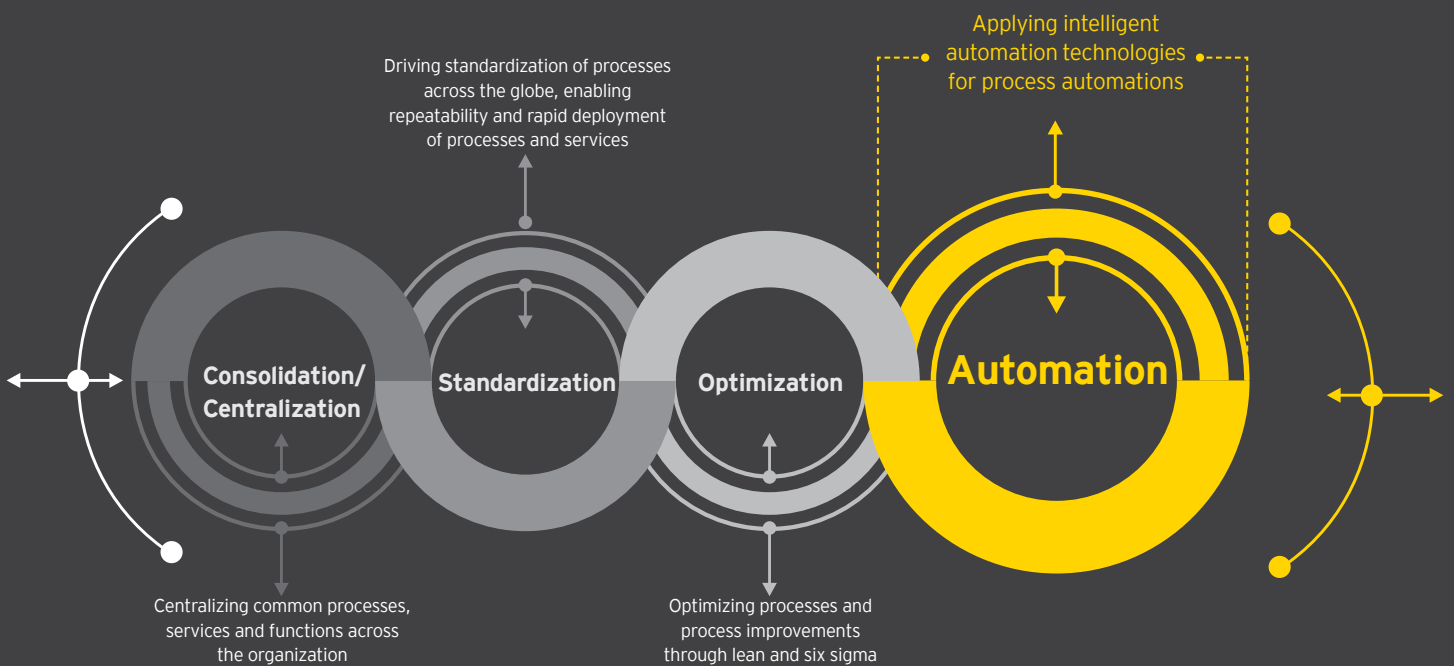 Applying intelligent
automation technologies
for process automations
Driving standardization of processes
across the globe, enabling
repeatability and rapid deployment
of processes and services
Consolidation/
Centralization
Standardization
Optimization
Automation
Centralizing common processes,
services and functions across
the organization
Optimizing processes and
process improvements
through lean and six sigma